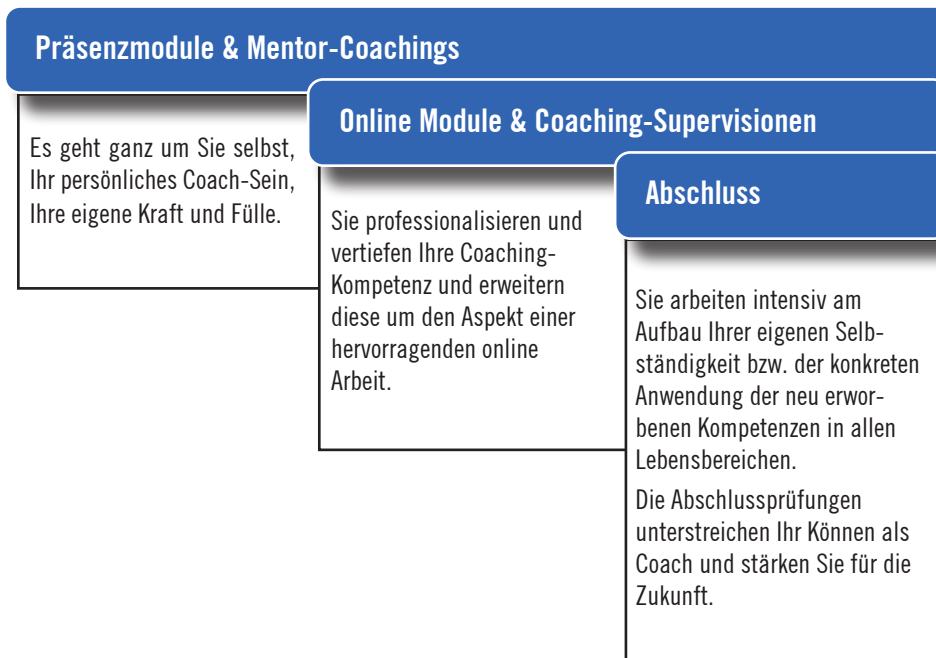 Präsenzmodule & Mentor-Coachings
Es geht ganz um Sie selbst,
Ihr persönliches Coach-Sein,
Ihre eigene Kraft und Fülle.
Online Module & Coaching-Supervisionen
Sie professionalisieren und
vertiefen Ihre Coaching-
Kompetenz und erweitern
diese um den Aspekt einer
hervorragenden online
Arbeit.
Abschluss
Sie arbeiten intensiv am
Aufbau Ihrer eigenen Selb-
ständigkeit bzw. der konkreten
Anwendung der neu erwor-
benen Kompetenzen in allen
Lebensbereichen.
Die Abschlussprüfungen
unterstreichen Ihr Können als
Coach und stärken Sie für die
Zukunft.